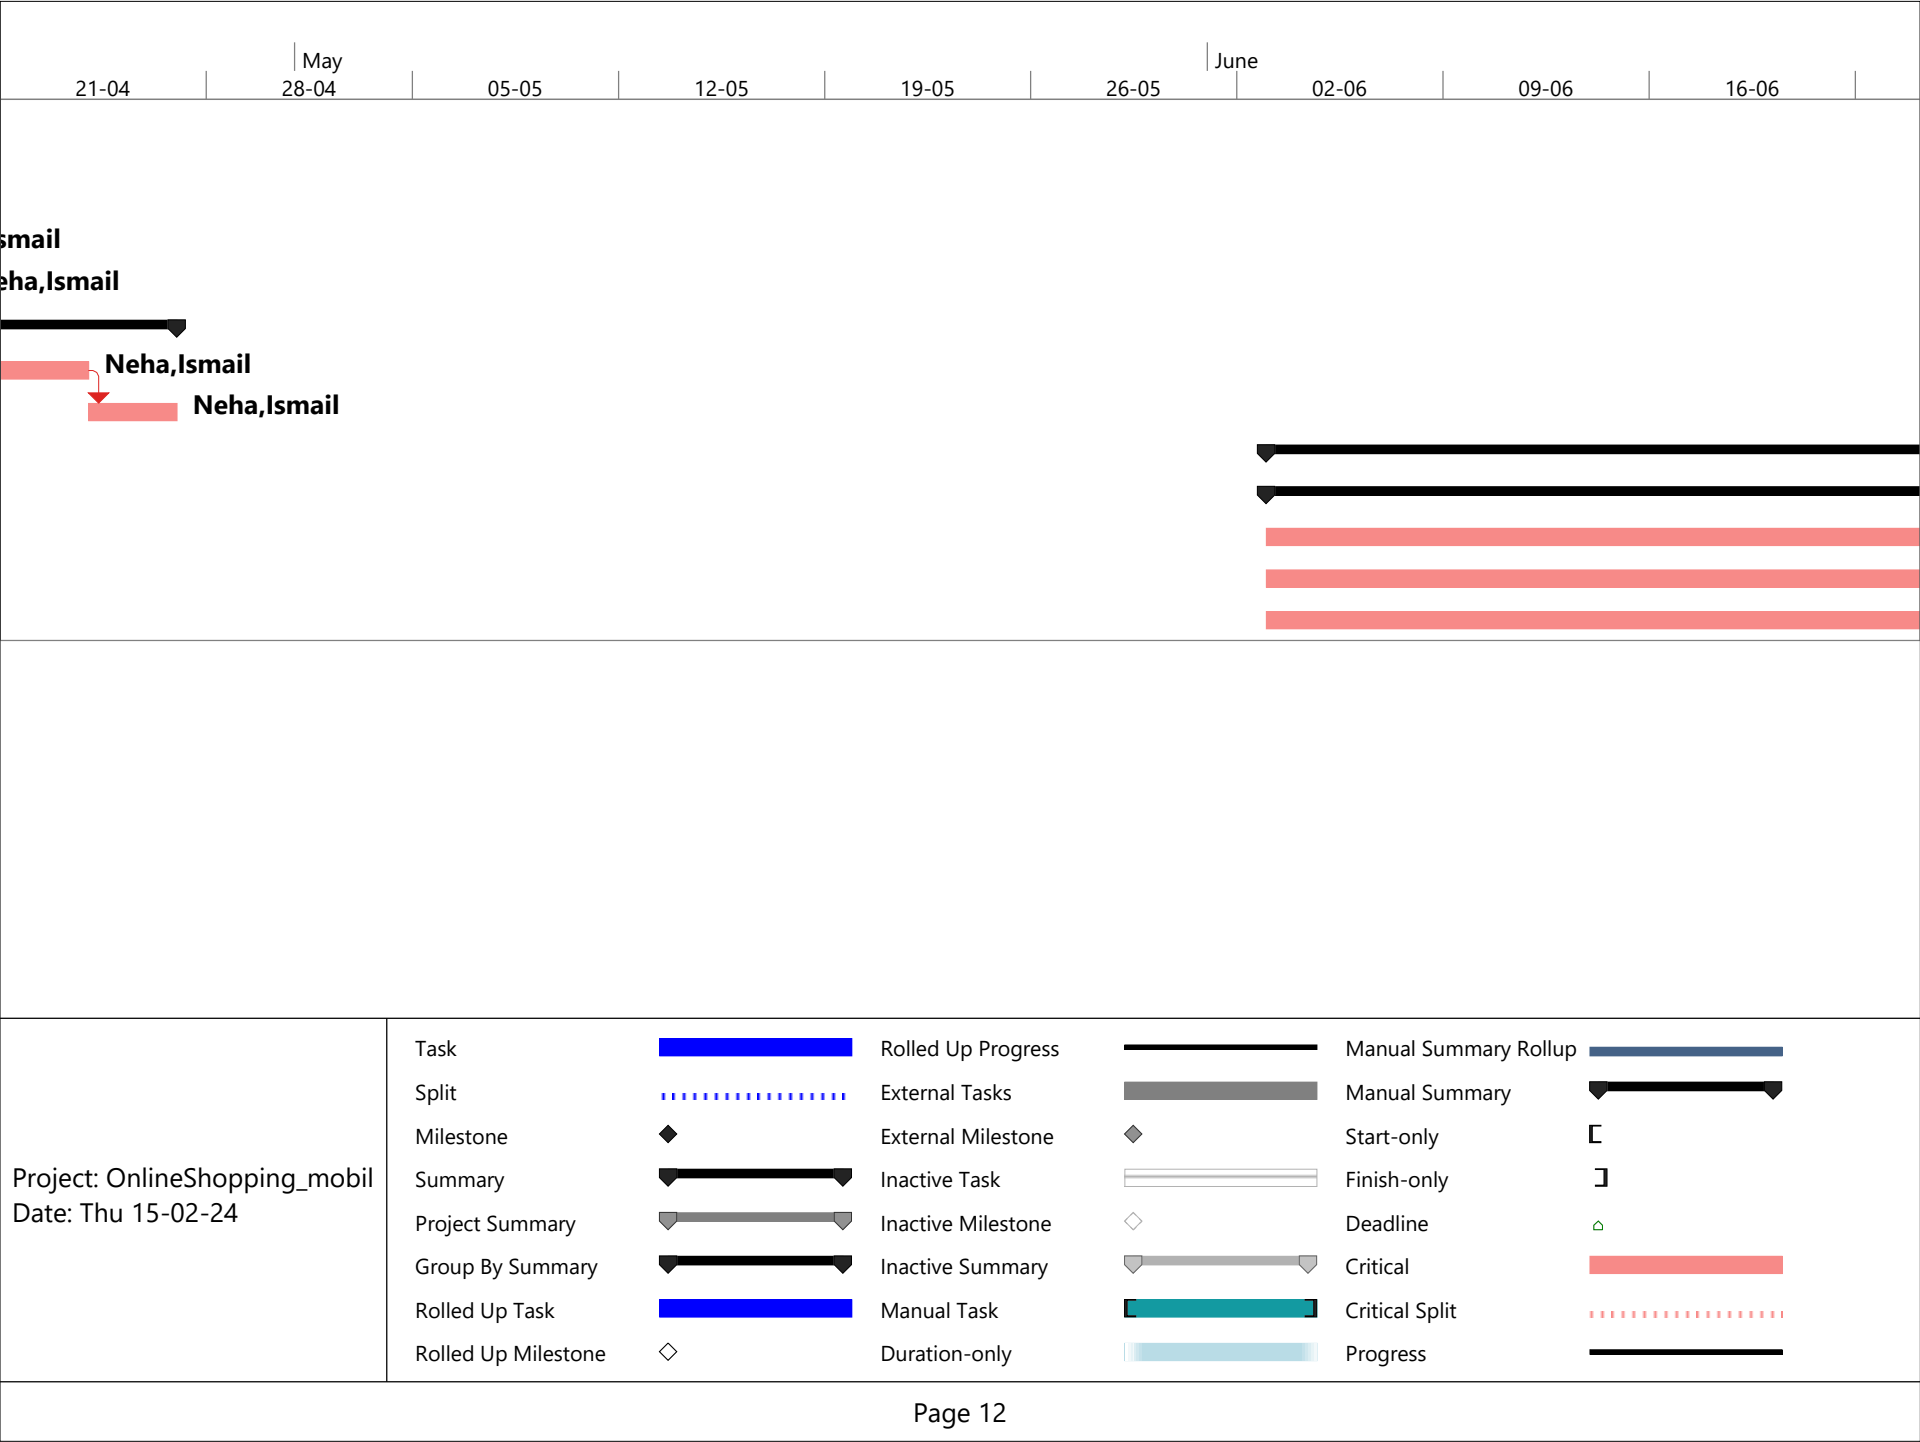 May June
21-04 28-04 05-05 12-05 19-05 26-05 02-06 09-06 16-06
smail
eha,Ismail
Neha,Ismail
Neha,Ismail
Project: OnlineShopping_mobil
Date: Thu 15-02-24
Task
Split
Milestone
Summary
Project Summary
Group By Summary
Rolled Up Task
Rolled Up Milestone
Rolled Up Progress
External Tasks
External Milestone
Inactive Task
Inactive Milestone
Inactive Summary
Manual Task
Duration-only
Manual Summary Rollup
Manual Summary
Start-only
Finish-only
Deadline
Critical
Critical Split
Progress
Page 12